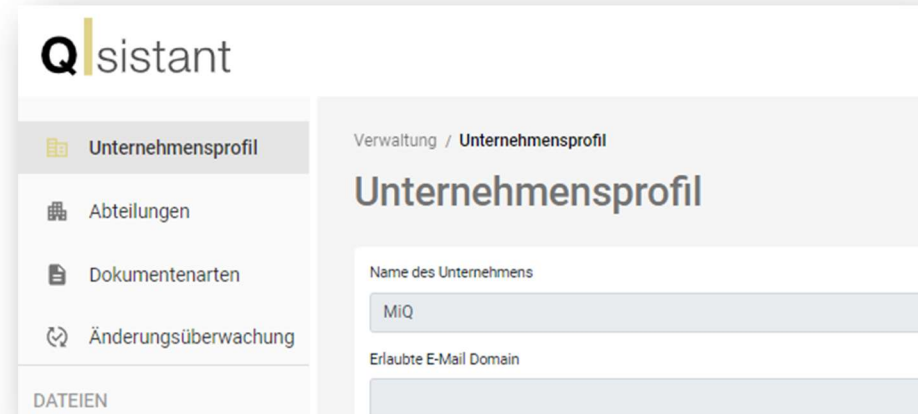 Q|sistant
Unternehmensprofil
Abteilungen
Dokumentenarten
Änderungsüberwachung
DATEIEN
Verwaltung / Unternehmensprofil
Unternehmensprofil
Name des Unternehmens
MiQ
Erlaubte E-Mail Domain